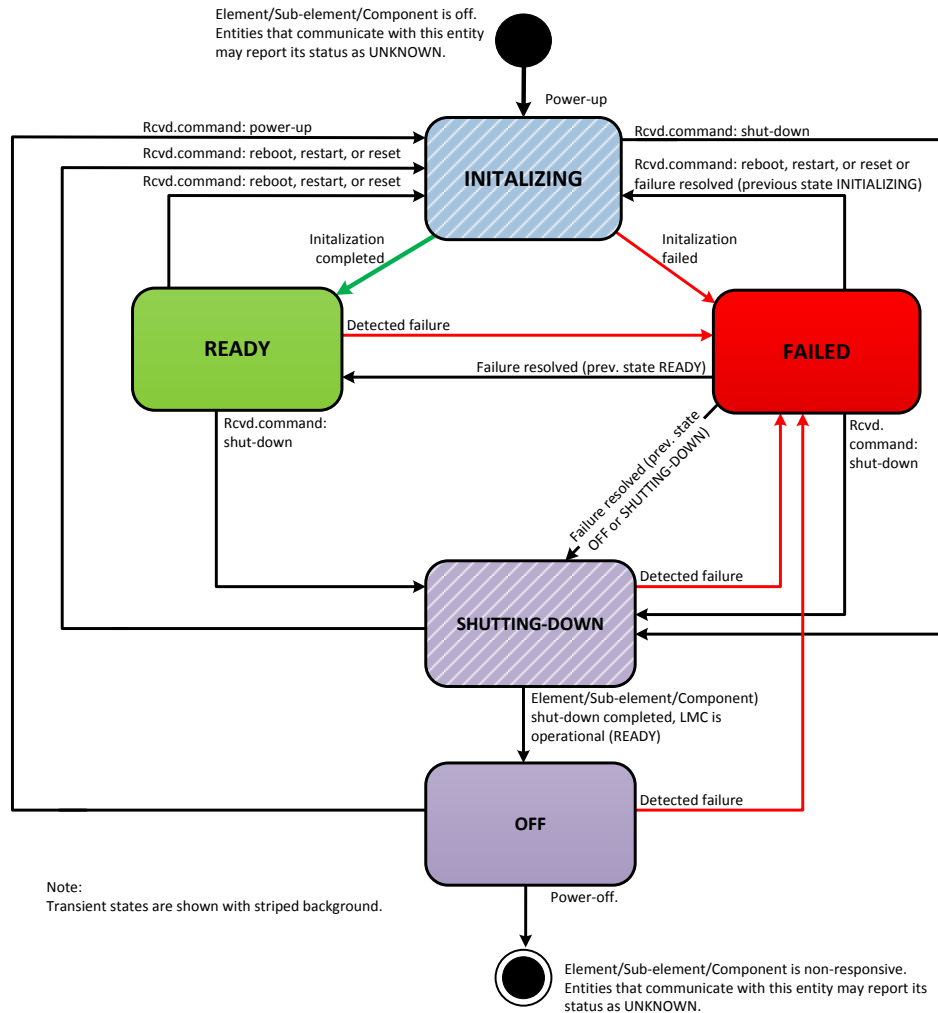 Element/Sub-element/Component is off.
Entities that communicate with this entity
may report its status as UNKNOWN.
Power-up
Rcvd.command: power-up
Rcvd.command: shut-down
Rcvd.command: reboot, restart, or reset
Rcvd.command: reboot, restart, or reset or
failure resolved (previous state INITIALIZING)
Rcvd.command: reboot, restart, or reset
INITALIZING
Initalization
completed
Initalization
failed
Detected failure
READY
FAILED
Failure resolved (prev. state READY)
Rcvd.command:
shut-down
Rcvd.
command:
shut-down
Failure resolved (prev. state
OFF or SHUTTING-DOWN)
Detected failure
SHUTTING-DOWN
Element/Sub-element/Component)
shut-down completed, LMC is
operational (READY)
Detected failure
OFF
Note:
Transient states are shown with striped background.
Power-off.
Element/Sub-element/Component is non-responsive.
Entities that communicate with this entity may report its
status as UNKNOWN.